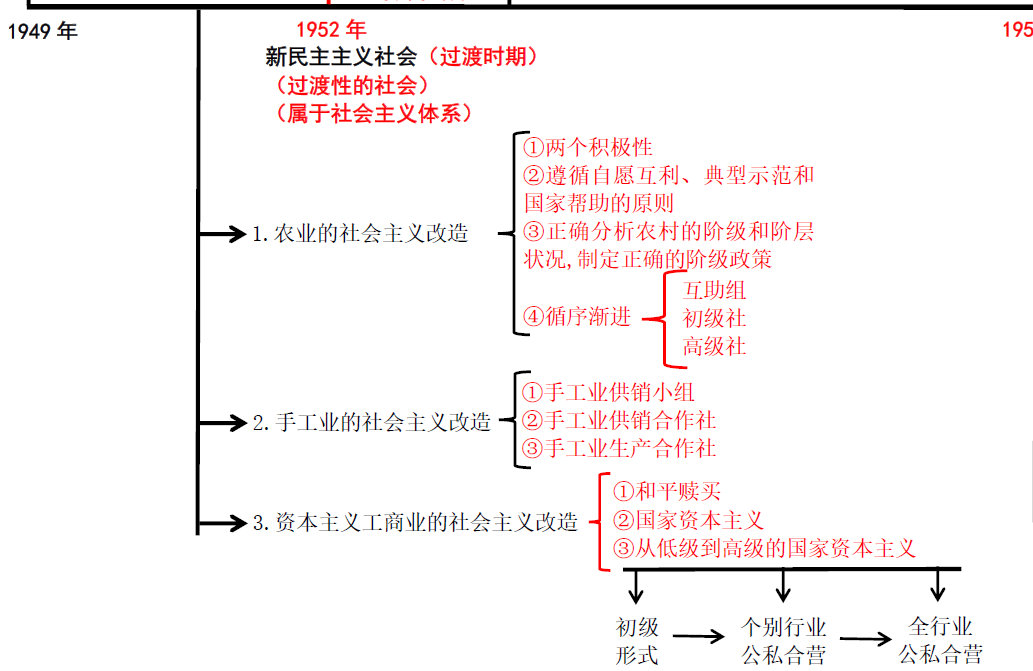 1949 年
1952 年
195
新民主主义社会（过渡时期）
（过渡性的社会）
（属于社会主义体系）
1.农业的社会主义改造
①两个积极性
②遵循自愿互利、典型示范和
国家帮助的原则
③正确分析农村的阶级和阶层
状况,制定正确的阶级政策
④循序渐进
互助组
初级社
高级社
2.手工业的社会主义改造
①手工业供销小组
②手工业供销合作社
③手工业生产合作社
3.资本主义工商业的社会主义改造
①和平赎买
②国家资本主义
③从低级到高级的国家资本主义
初级
形式
个别行业
公私合营
全行业
公私合营